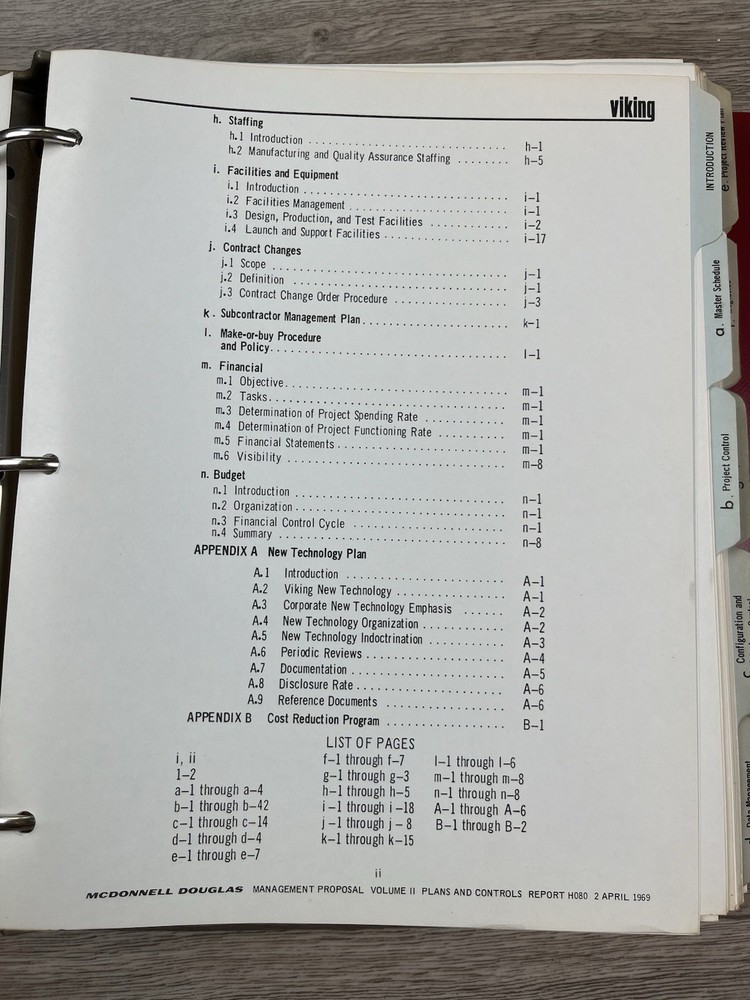 viking
h. Staffing
h.1 Introduction .............................. h–1
h.2 Manufacturing and Quality Assurance Staffing ........ h–5
i. Facilities and Equipment
i.1 Introduction .............................. i–1
i.2 Facilities Management .............................. i–1
i.3 Design, Production, and Test Facilities ............ i–2
i.4 Launch and Support Facilities .................... i–17
j. Contract Changes
j.1 Scope .............................. j–1
j.2 Definition .............................. j–1
j.3 Contract Change Order Procedure ................ j–3
k. Subcontractor Management Plan...................... k–1
l. Make-or-buy Procedure
and Policy.............................. l–1
m. Financial
m.1 Objective.............................. m–1
m.2 Tasks.............................. m–1
m.3 Determination of Project Spending Rate ............ m–1
m.4 Determination of Project Functioning Rate .......... m–1
m.5 Financial Statements........................ m–1
m.6 Visibility .............................. m–8
n. Budget
n.1 Introduction .............................. n–1
n.2 Organization.............................. n–1
n.3 Financial Control Cycle ...................... n–1
n.4 Summary .............................. n–8
APPENDIX A New Technology Plan
A.1 Introduction ...................... A–1
A.2 Viking New Technology ................ A–1
A.3 Corporate New Technology Emphasis ...... A–2
A.4 New Technology Organization............ A–2
A.5 New Technology Indoctrination ........... A–3
A.6 Periodic Reviews .................... A–4
A.7 Documentation ...................... A–5
A.8 Disclosure Rate..................... A–6
A.9 Reference Documents ................. A–6
APPENDIX B Cost Reduction Program ................ B–1
LIST OF PAGES
i, ii
1–2
a–1 through a–4
b–1 through b–42
c–1 through c–14
d–1 through d–4
e–1 through e–7
f–1 through f–7
g–1 through g–3
h–1 through h–5
i–1 through i–18
j–1 through j–8
k–1 through k–15
l–1 through l–6
m–1 through m–8
n–1 through n–8
A–1 through A–6
B–1 through B–2
ii
MCDONNELL DOUGLAS MANAGEMENT PROPOSAL VOLUME II PLANS AND CONTROLS REPORT H080 2 APRIL 1969
INTRODUCTION
e. Project Review Plan
a. Master Schedule
b. Project Control
Configuration and